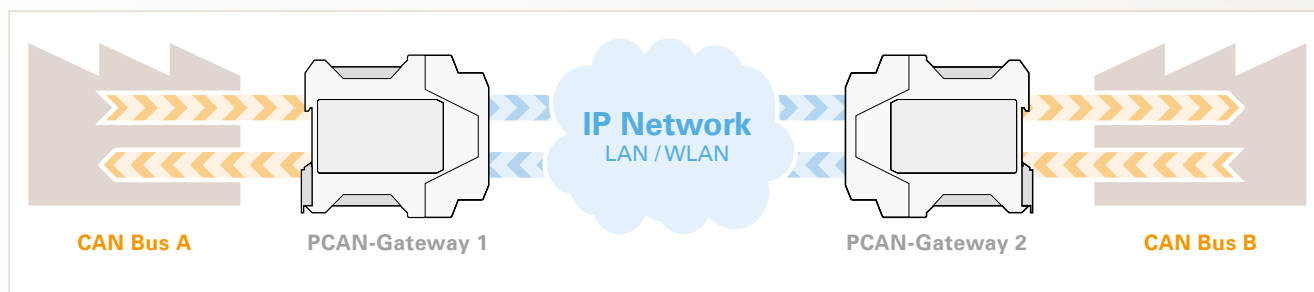 IP Network
LAN / WLAN
CAN Bus A
PCAN-Gateway 1
PCAN-Gateway 2
CAN Bus B